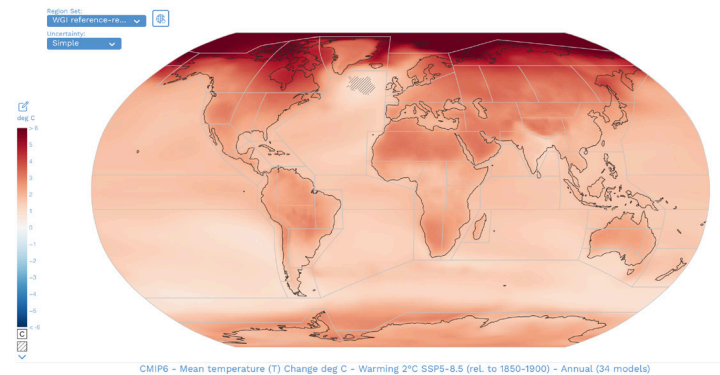 Region Set:
WGI reference-re...
Uncertainty:
Simple
deg C
> 6
5
4
3
2
1
0
-1
-2
-3
-4
-5
< -6
C
CMIP6 - Mean temperature (T) Change deg C - Warming 2°C SSP5-8.5 (rel. to 1850-1900) - Annual (34 models)